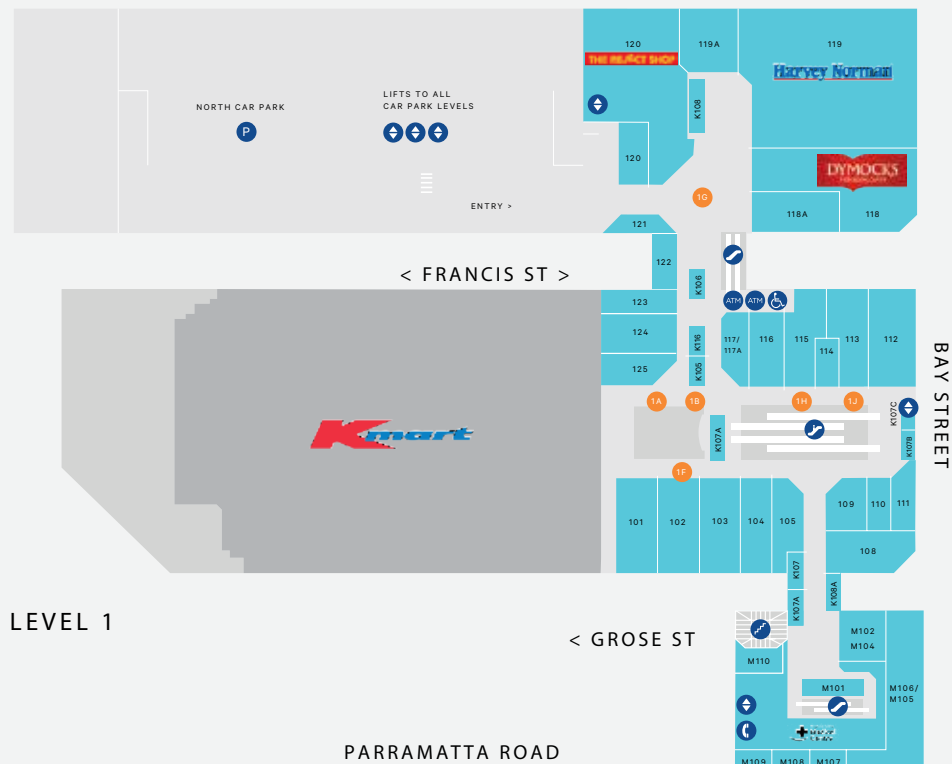 120
THE REJECT SHOP
119A
119
Harvey Norman
NORTH CAR PARK
P
LIFTS TO ALL
CAR PARK LEVELS
K108
120
DYMOCKS
ENTRY >
1G
118A
118
121
122
< FRANCIS ST >
K106
ATM
ATM
123
124
125
K116
K105
117/
117A
116
115
114
113
112
BAY STREET
1A
1B
1H
1J
K107C
K107A
K107B
Kmart
1F
101
102
103
104
105
109
110
111
108
K107
K108A
K107A
LEVEL 1
< GROSE ST
M102
M104
M110
M101
M106/
M105
PARRAMATTA ROAD
M109
M108
M107